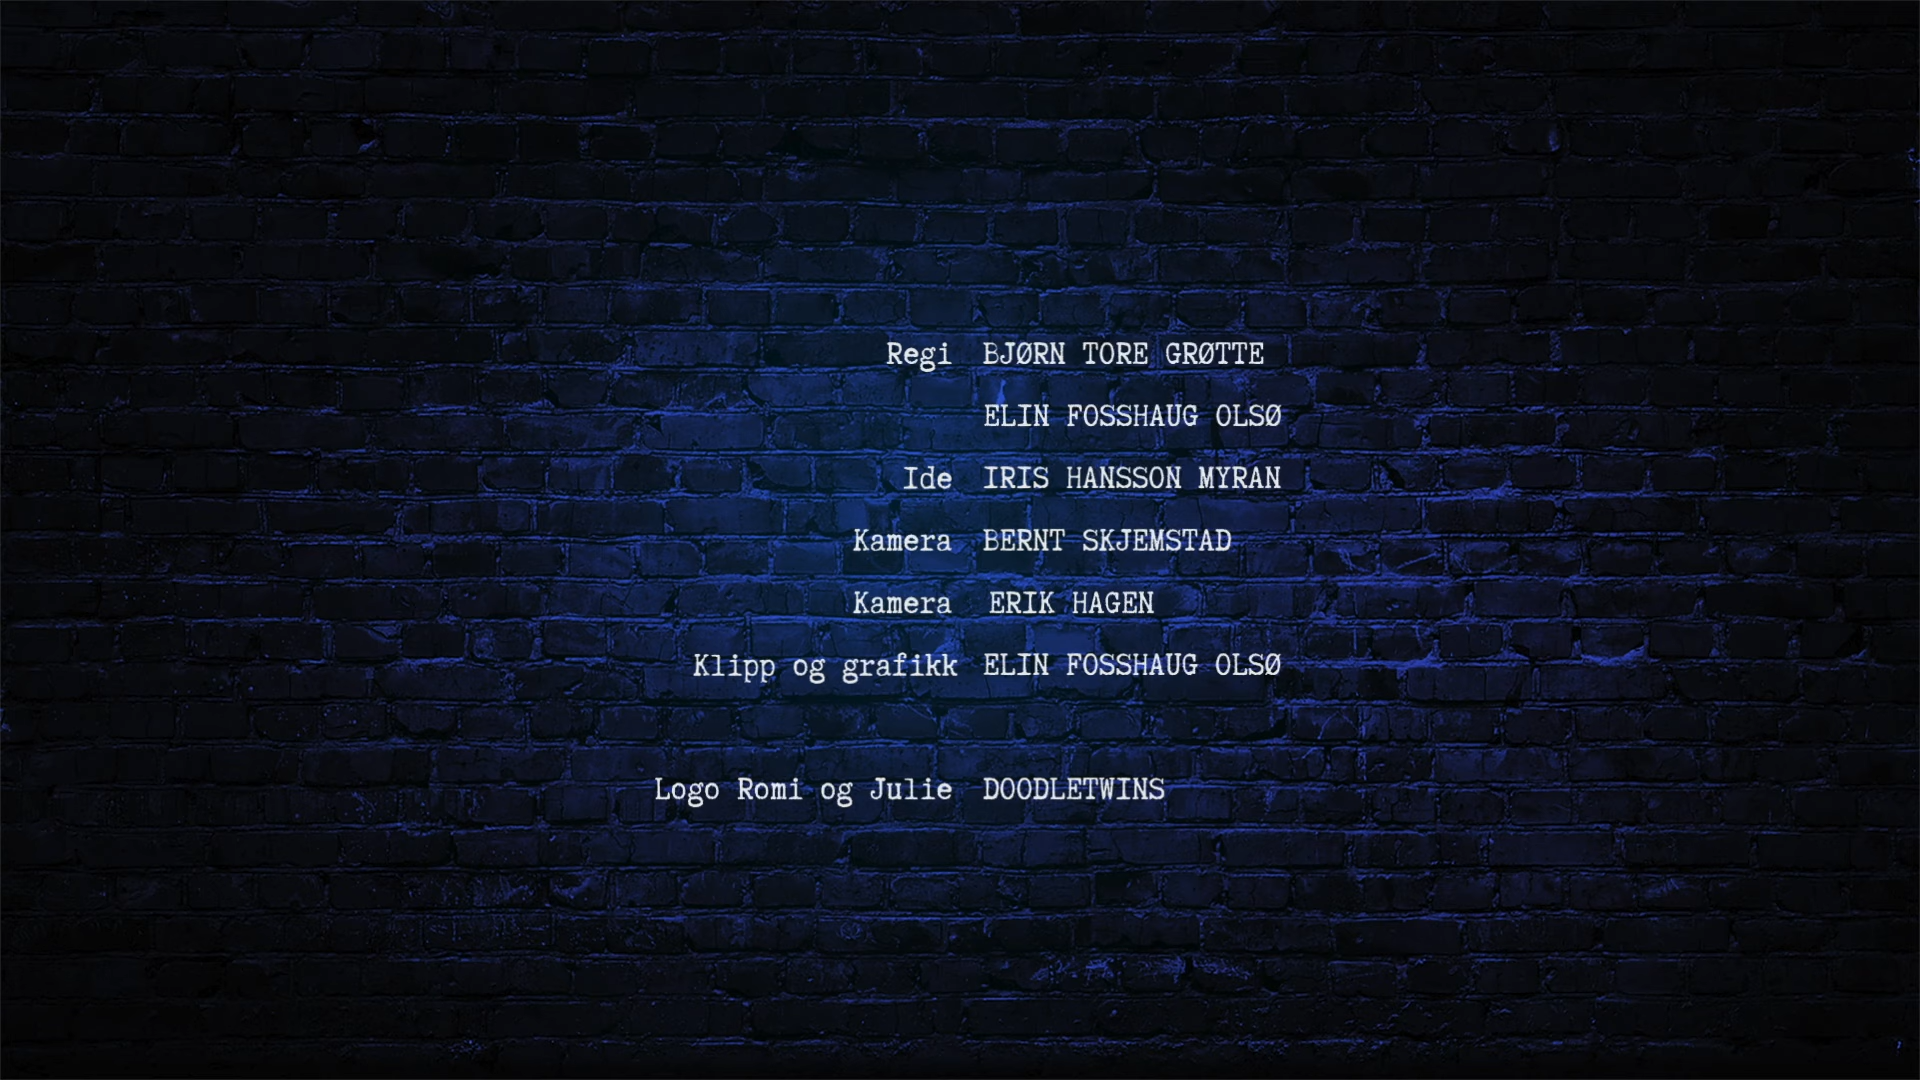 Regi BJØRN TORE GRØTTE
ELIN FOSSHAUG OLSØ
Ide IRIS HANSSON MYRAN
Kamera BERNT SKJEMSTAD
Kamera ERIK HAGEN
Klipp og grafikk ELIN FOSSHAUG OLSØ
Logo Romi og Julie DOODLETWINS